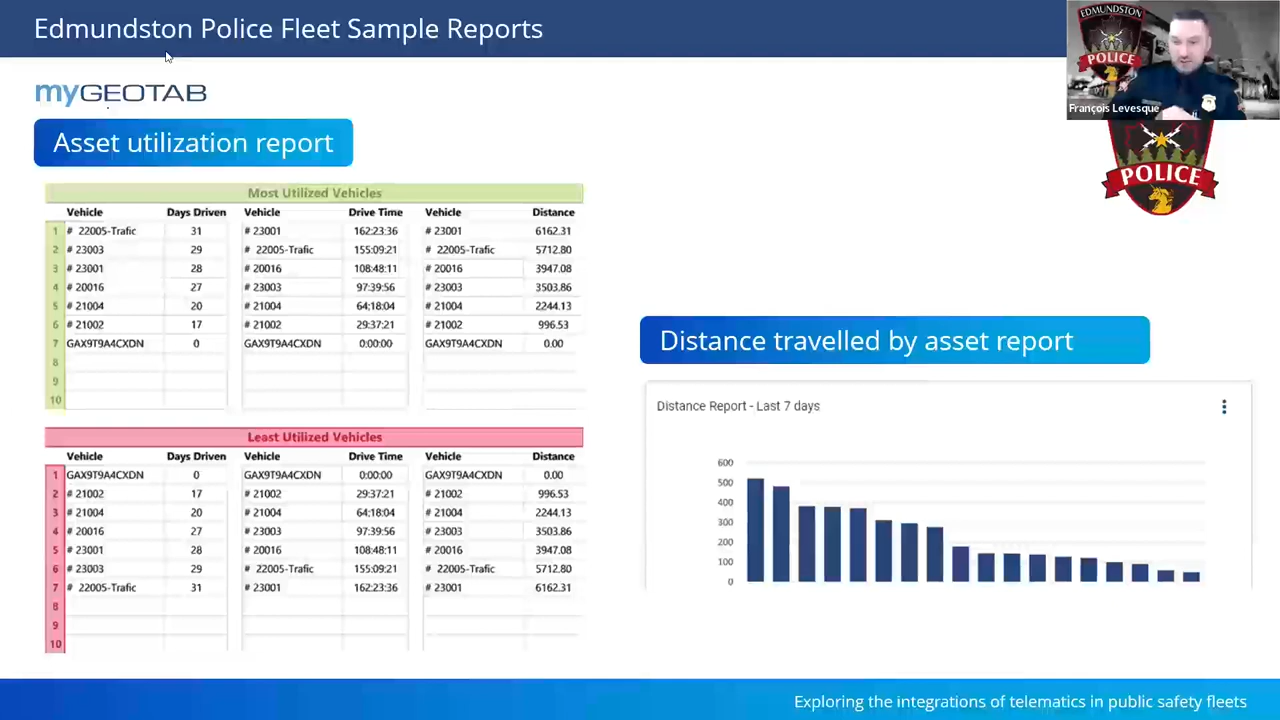 Edmundston Police Fleet Sample Reports
EDMUNDSTON
POLICE
François Levesque
POLICE
myGEOTAB
Asset utilization report
Most Utilized Vehicles
Vehicle Days Driven Vehicle Drive Time Vehicle Distance
1 # 22005-Trafic 31 # 23001 162:23:36 # 23001 6162.31
2 # 23003 29 # 22005-Trafic 155:09:21 # 22005-Trafic 5712.80
3 # 23001 28 # 20016 108:48:11 # 20016 3947.08
4 # 20016 27 # 23003 97:39:56 # 23003 3503.86
5 # 21004 20 # 21004 64:18:04 # 21004 2244.13
6 # 21002 17 # 21002 29:37:21 # 21002 996.53
7 GAX9T9A4CXDN 0 GAX9T9A4CXDN 0:00:00 GAX9T9A4CXDN 0.00
8
9
10
Least Utilized Vehicles
Vehicle Days Driven Vehicle Drive Time Vehicle Distance
1 GAX9T9A4CXDN 0 GAX9T9A4CXDN 0:00:00 GAX9T9A4CXDN 0.00
2 # 21002 17 # 21002 29:37:21 # 21002 996.53
3 # 21004 20 # 21004 64:18:04 # 21004 2244.13
4 # 20016 27 # 23003 97:39:56 # 23003 3503.86
5 # 23001 28 # 20016 108:48:11 # 20016 3947.08
6 # 23003 29 # 22005-Trafic 155:09:21 # 22005-Trafic 5712.80
7 # 22005-Trafic 31 # 23001 162:23:36 # 23001 6162.31
8
9
10
Distance travelled by asset report
Distance Report - Last 7 days
600
500
400
300
200
100
0
Exploring the integrations of telematics in public safety fleets